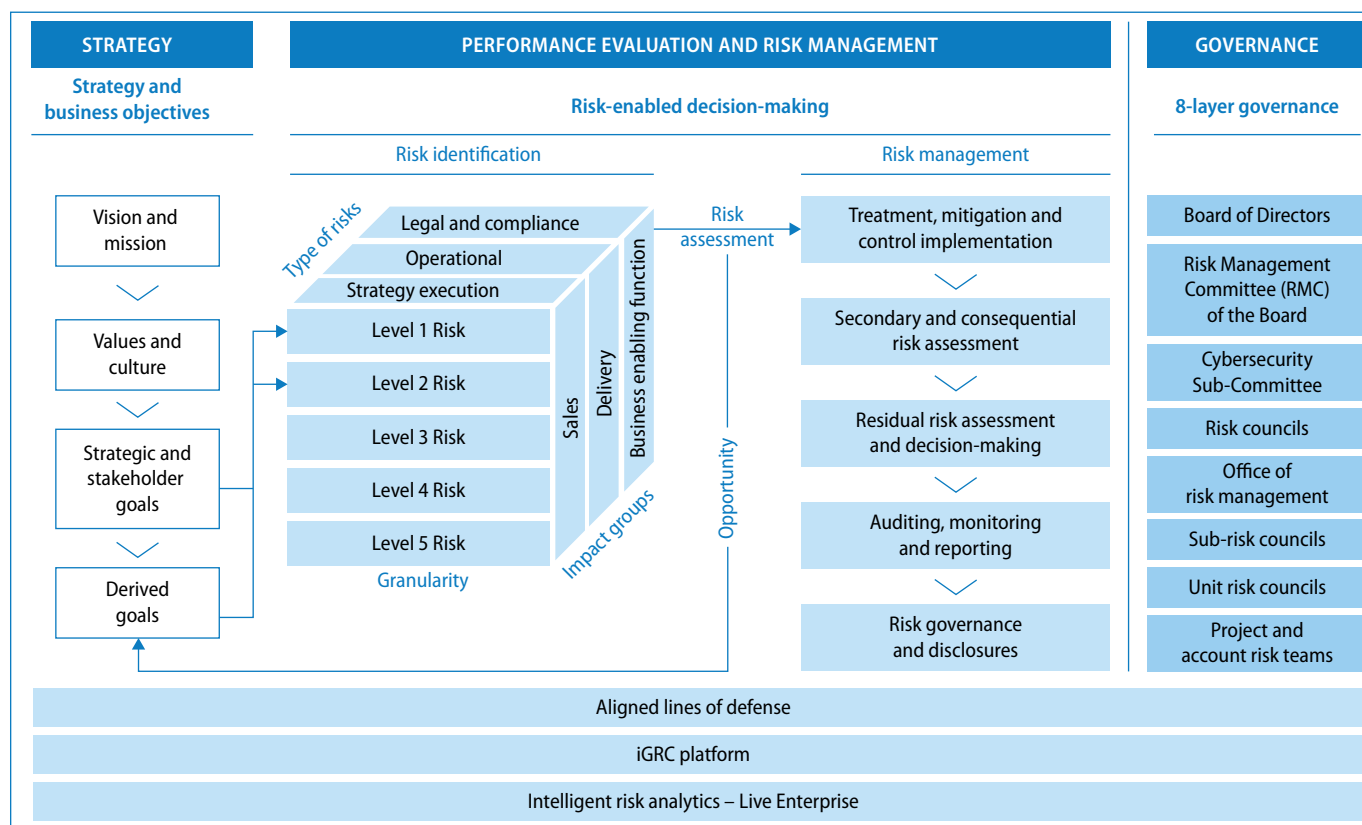 STRATEGY
Strategy and
business objectives
Vision and
mission
Values and
culture
Strategic and
stakeholder
goals
Derived
goals
PERFORMANCE EVALUATION AND RISK MANAGEMENT
Risk-enabled decision-making
Risk identification
Type of risks
Legal and compliance
Operational
Strategy execution
Level 1 Risk
Level 2 Risk
Level 3 Risk
Level 4 Risk
Level 5 Risk
Granularity
Sales
Delivery
Business enabling function
Impact groups
Risk
assessment
Opportunity
Risk management
Treatment, mitigation and
control implementation
Secondary and consequential
risk assessment
Residual risk assessment
and decision-making
Auditing, monitoring
and reporting
Risk governance
and disclosures
GOVERNANCE
8-layer governance
Board of Directors
Risk Management
Committee (RMC)
of the Board
Cybersecurity
Sub-Committee
Risk councils
Office of
risk management
Sub-risk councils
Unit risk councils
Project and
account risk teams
Aligned lines of defense
iGRC platform
Intelligent risk analytics – Live Enterprise